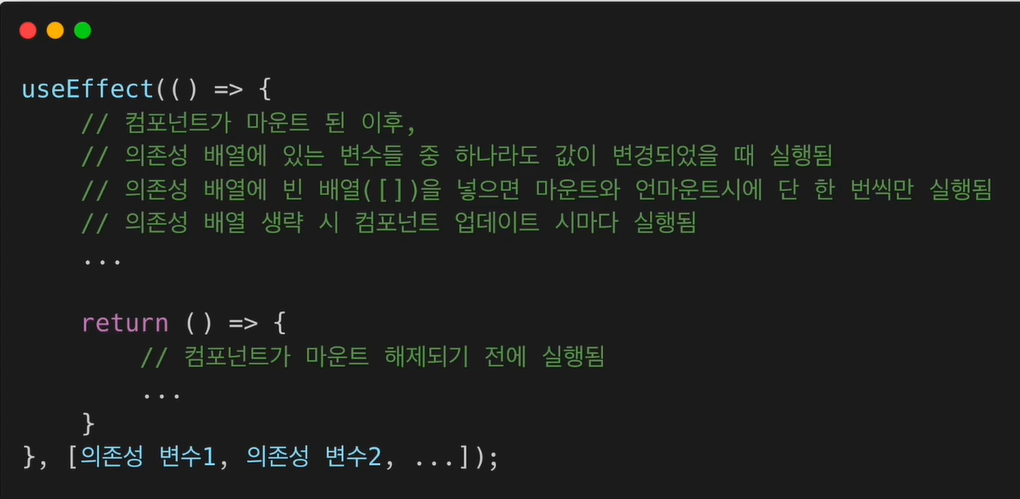 useEffect(() => {
// 컴포넌트가 마운트 된 이후,
// 의존성 배열에 있는 변수들 중 하나라도 값이 변경되었을 때 실행됨
// 의존성 배열에 빈 배열([])을 넣으면 마운트와 언마운트시에 단 한 번씩만 실행됨
// 의존성 배열 생략 시 컴포넌트 업데이트 시마다 실행됨
...
return () => {
// 컴포넌트가 마운트 해제되기 전에 실행됨
...
}
}, [의존성 변수1, 의존성 변수2, ...]);